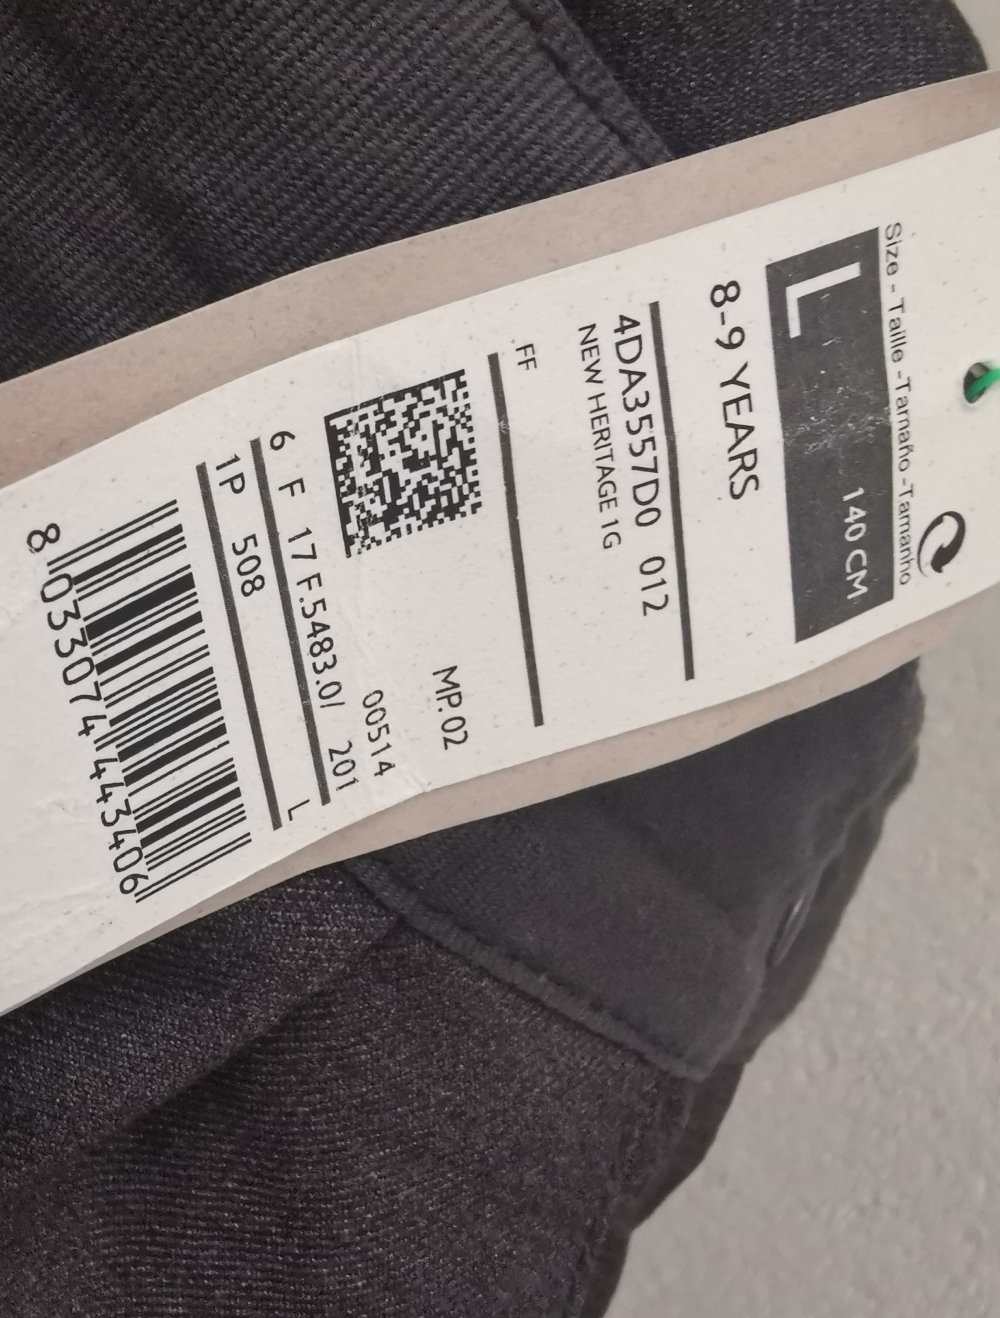 Size - Taille -Tamaño -Tamanho
L 140 CM
8-9 YEARS
4DA3557D0 012
NEW HERITAGE 1G
FF
MP. 02
00514
6 F 17 F.5483.0/ 201
1P 508 L
8 033074 443406